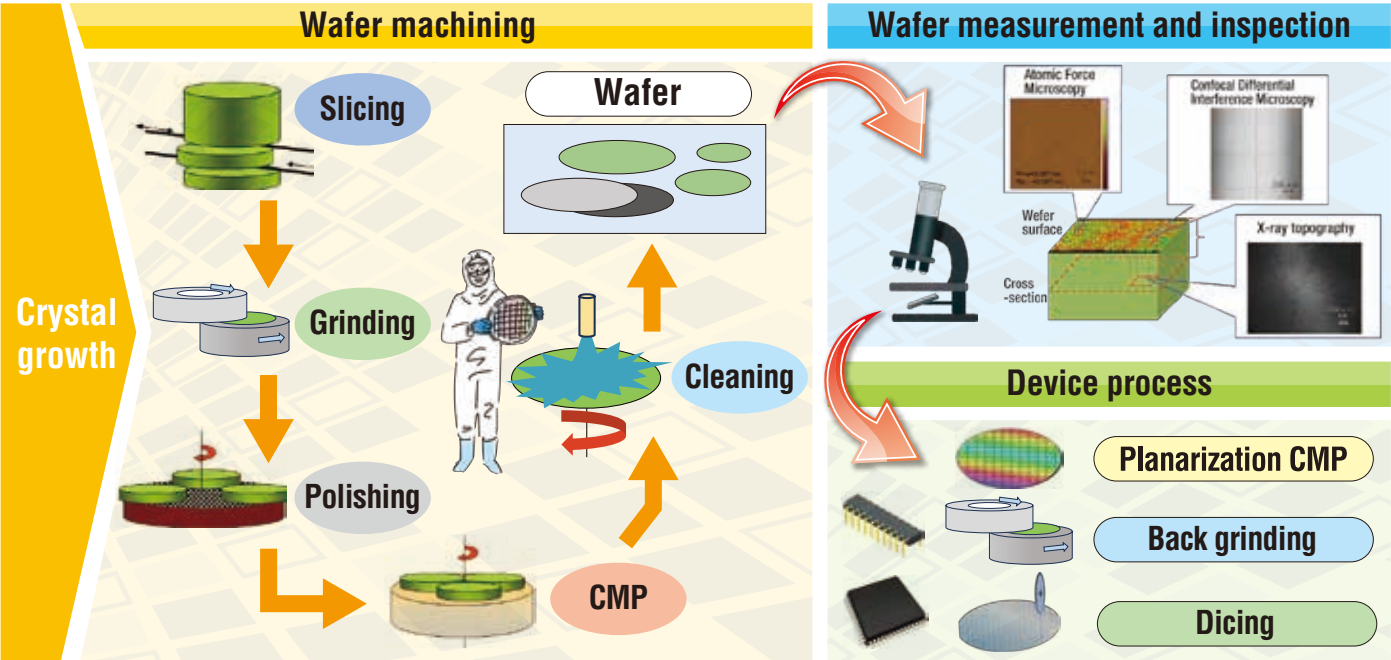 Crystal
growth
Wafer machining
Slicing
Grinding
Polishing
CMP
Cleaning
Wafer
Wafer measurement and inspection
Atomic Force
Microscopy
Confocal Differential
Interference Microscopy
X-ray topography
Wefer
surface
Cross
-section
Device process
Planarization CMP
Back grinding
Dicing